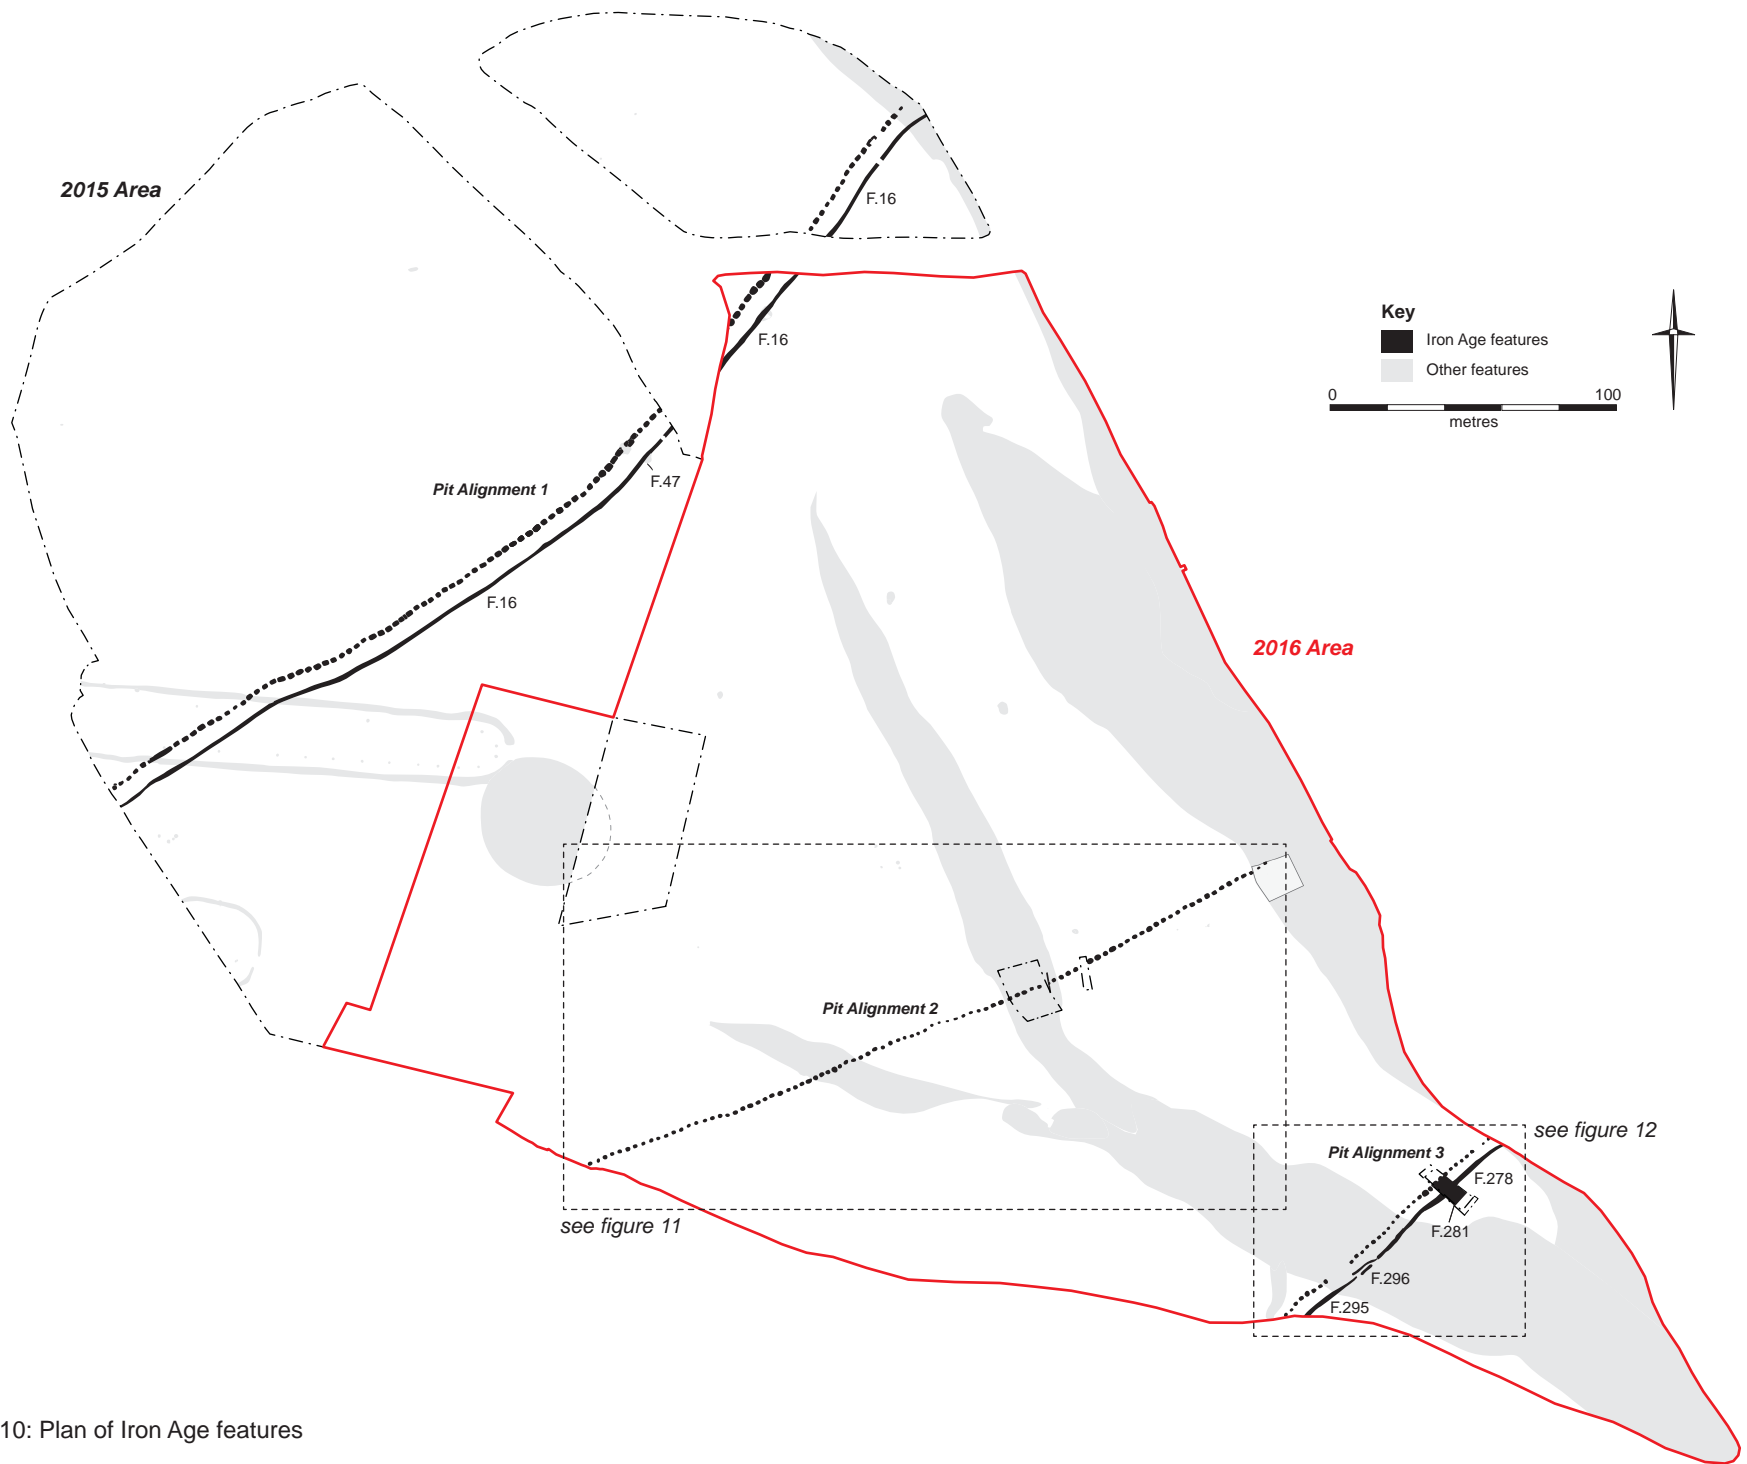 2015 Area
F.16
F.16
Key
Iron Age features
Other features
0 100
metres
Pit Alignment 1
F.47
F.16
2016 Area
Pit Alignment 2
see figure 11
see figure 12
Pit Alignment 3
F.278
F.281
F.296
F.295
10: Plan of Iron Age features